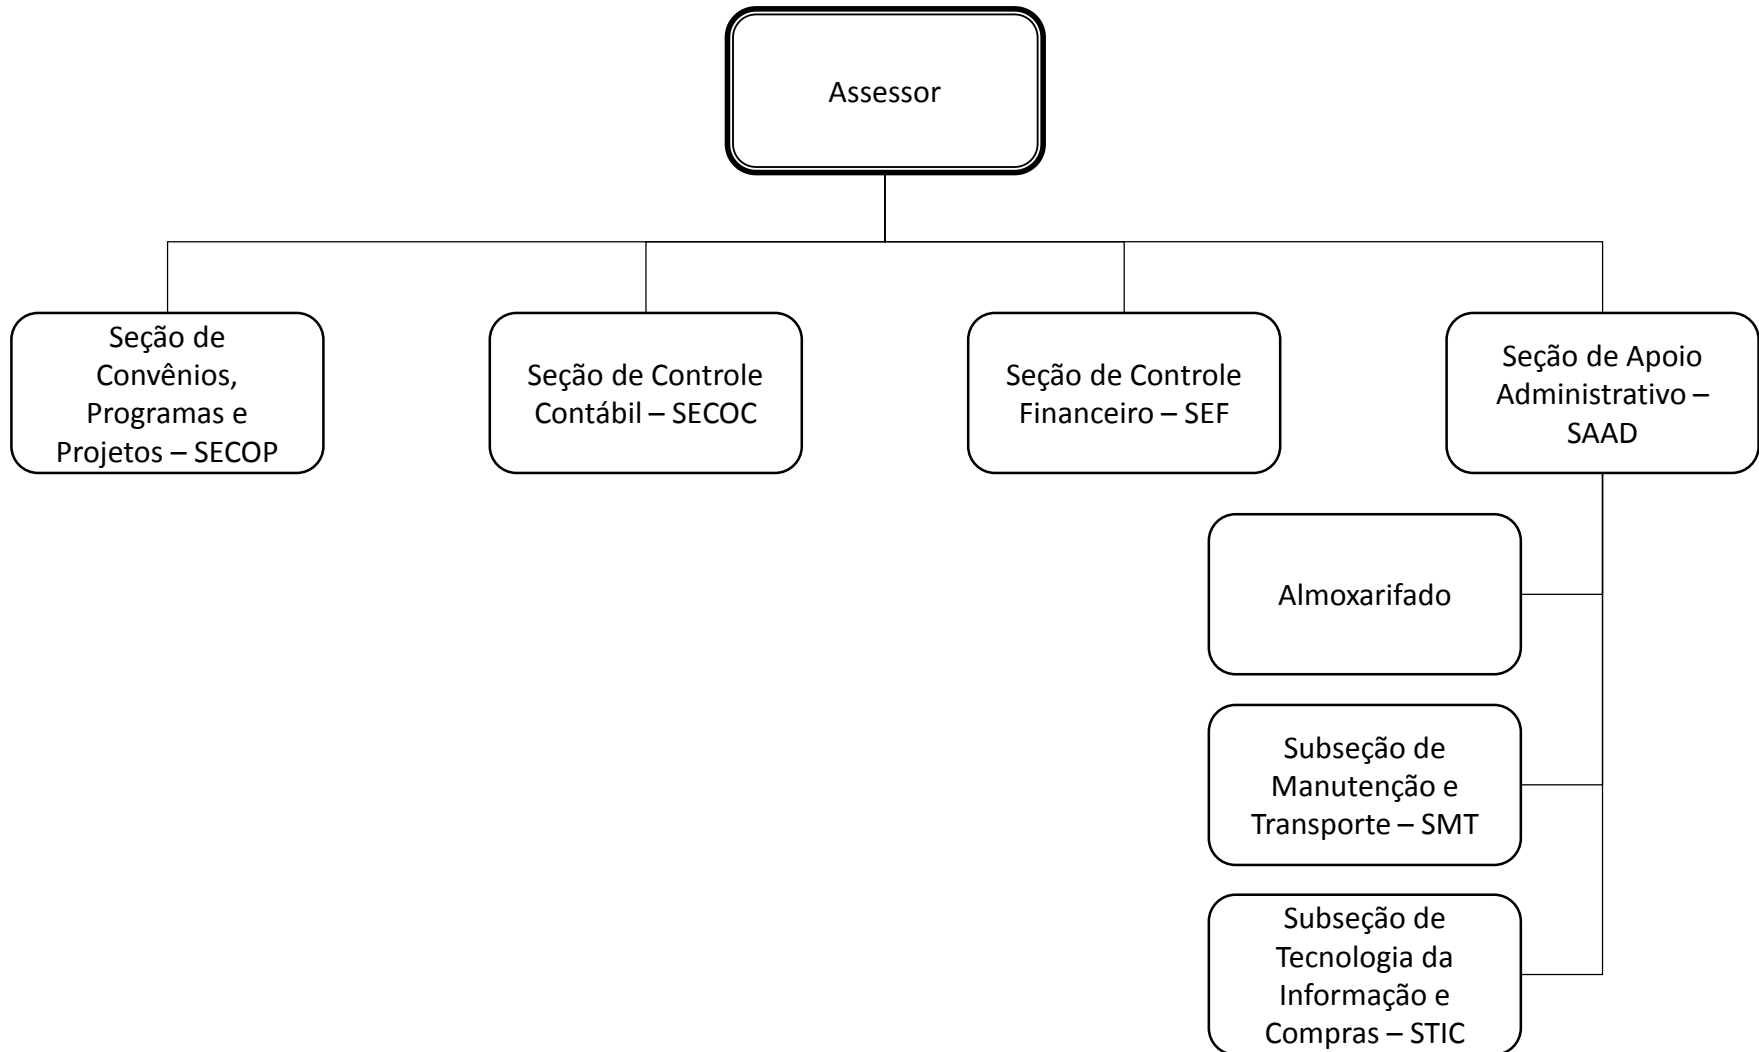 Assessor
Seção de
Convênios,
Programas e
Projetos – SECOP
Seção de Controle
Contábil – SECOC
Seção de Controle
Financeiro – SEF
Seção de Apoio
Administrativo –
SAAD
Almoxarifado
Subseção de
Manutenção e
Transporte – SMT
Subseção de
Tecnologia da
Informação e
Compras – STIC